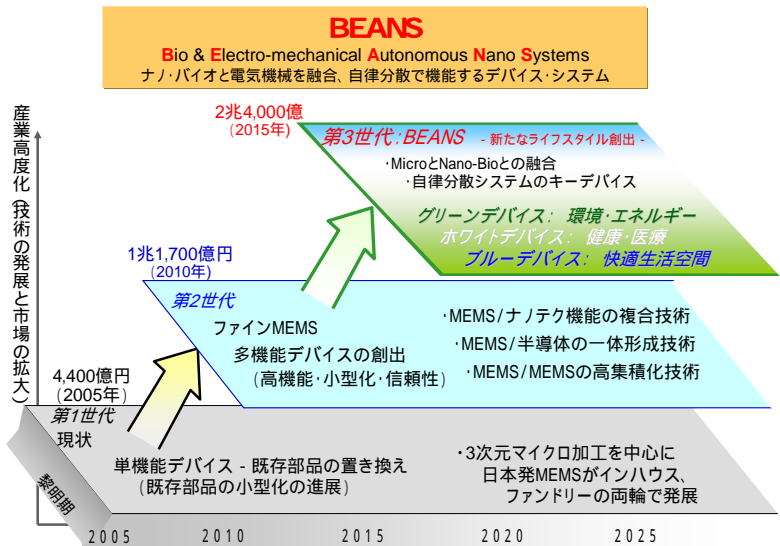 BEANS
Bio & Electro-mechanical Autonomous Nano Systems
ナノ・バイオと電気機械を融合、自律分散で機能するデバイス・システム
産業高度化（技術の発展と市場の拡大）
2兆4,000億
(2015年)
第3世代：BEANS - 新たなライフスタイル創出 -
・MicroとNano-Bioとの融合
・自律分散システムのキーデバイス
グリーンデバイス： 環境・エネルギー
ホワイトデバイス： 健康・医療
ブルーデバイス： 快適生活空間
1兆1,700億円
(2010年)
第2世代
ファインMEMS
多機能デバイスの創出
(高機能・小型化・信頼性)
・MEMS/ナノテク機能の複合技術
・MEMS/半導体の一体形成技術
・MEMS/MEMSの高集積化技術
4,400億円
(2005年)
第1世代
現状
単機能デバイス - 既存部品の置き換え
(既存部品の小型化の進展)
・3次元マイクロ加工を中心に
日本発MEMSがインハウス、
ファンドリーの両輪で発展
黎明期
2005 2010 2015 2020 2025